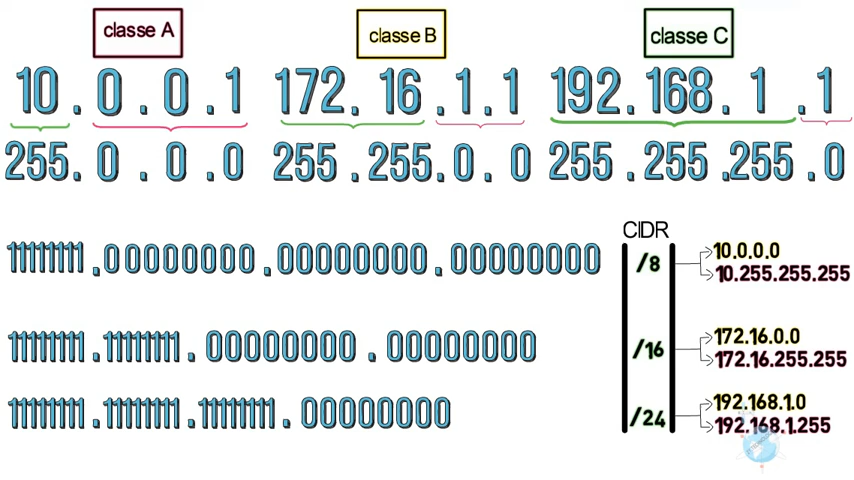 classe A classe B classe C
10.0.0.1 172.16.1.1 192.168.1.1
255.0.0.0 255.255.0.0 255.255.255.0
CIDR
11111111.00000000.00000000.00000000 /8 10.0.0.0
10.255.255.255
11111111.11111111.00000000.00000000 /16 172.16.0.0
172.16.255.255
11111111.11111111.11111111.00000000 /24 192.168.1.0
192.168.1.255